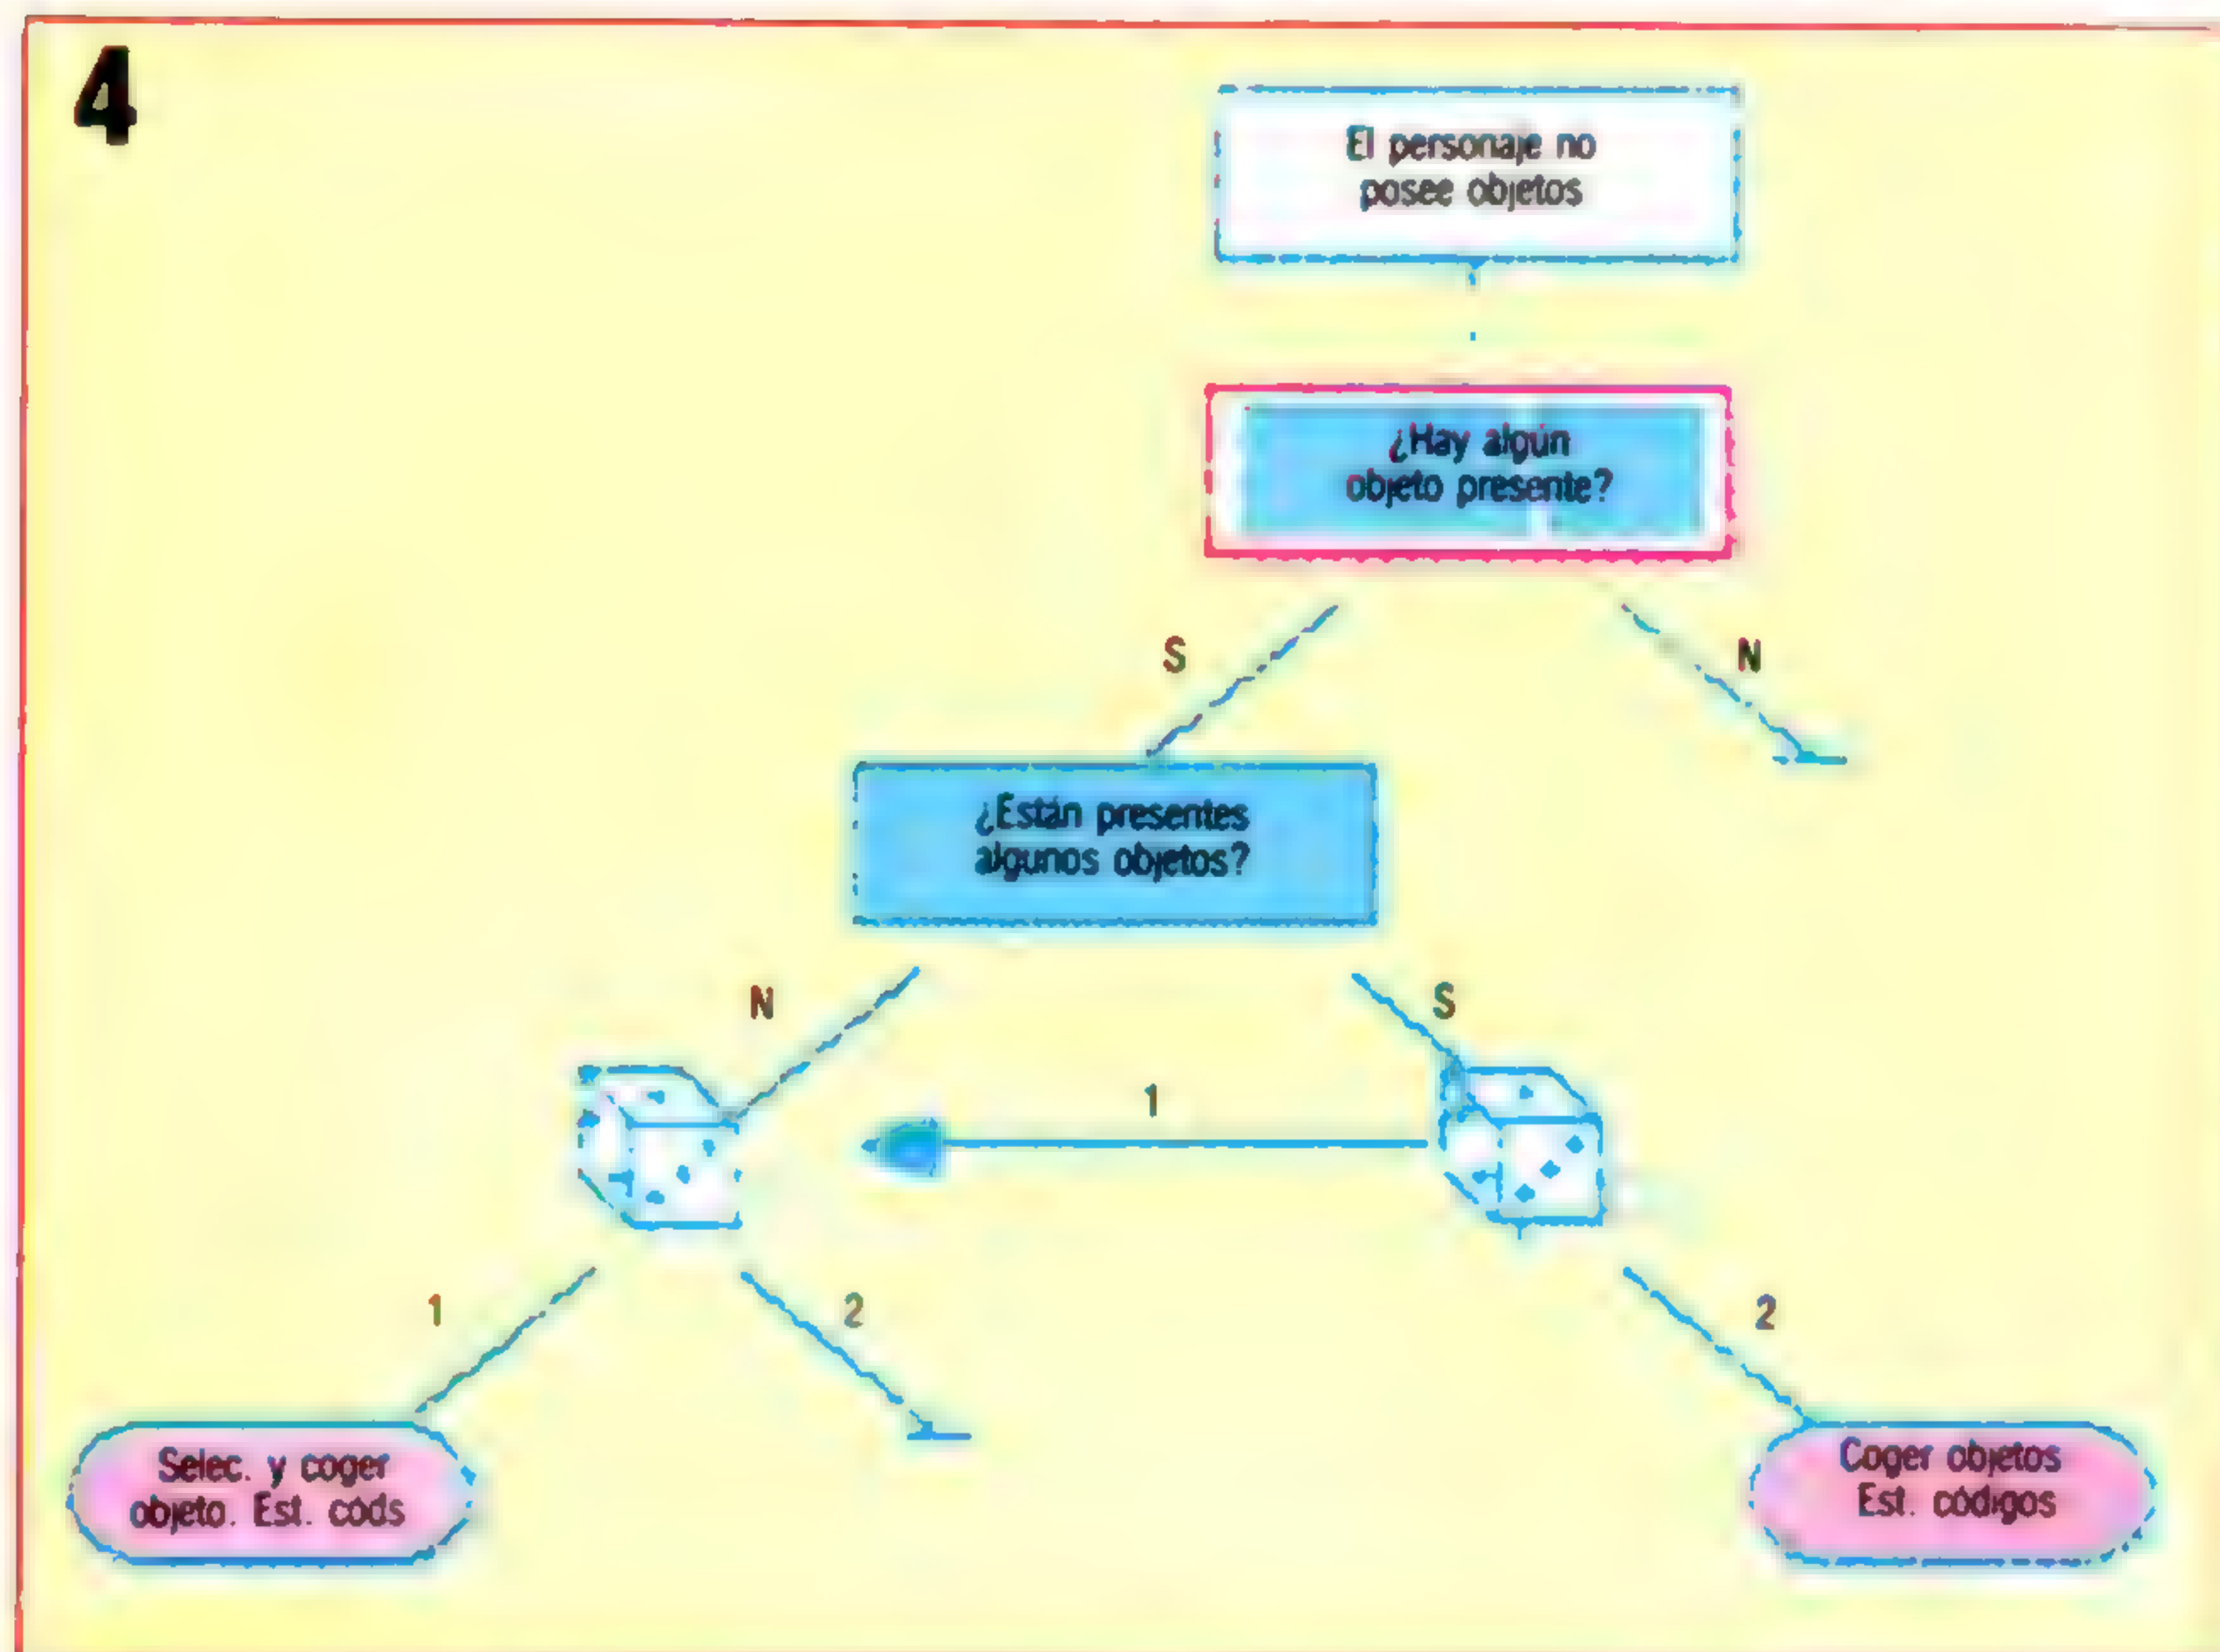 4
El personaje no
posee objetos
¿Hay algún
objeto presente?
S
N
¿Están presentes
algunos objetos?
N
S
1
1
2
2
Selec. y coger
objeto. Est. códs
Coger objetos
Est. códigos